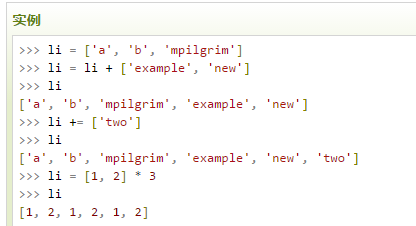 实例
>>> li = ['a', 'b', 'mpilgrim']
>>> li = li + ['example', 'new']
>>> li
['a', 'b', 'mpilgrim', 'example', 'new']
>>> li += ['two']
>>> li
['a', 'b', 'mpilgrim', 'example', 'new', 'two']
>>> li = [1, 2] * 3
>>> li
[1, 2, 1, 2, 1, 2]